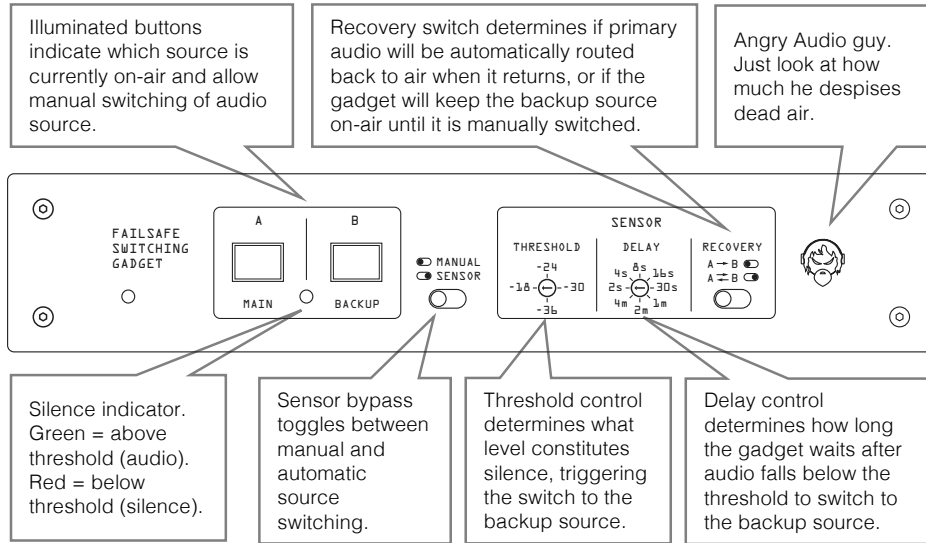 Illuminated buttons
indicate which source is
currently on-air and allow
manual switching of audio
source.
Recovery switch determines if primary
audio will be automatically routed
back to air when it returns, or if the
gadget will keep the backup source
on-air until it is manually switched.
Angry Audio guy.
Just look at how
much he despises
dead air.
FAILSAFE
SWITCHING
GADGET
A
B
MAIN
BACKUP
MANUAL
SENSOR
SENSOR
THRESHOLD
-24
-18
-30
-36
DELAY
8s
4s
16s
2s
30s
4m
1m
2m
RECOVERY
A → B
A ⇄ B
Silence indicator.
Green = above
threshold (audio).
Red = below
threshold (silence).
Sensor bypass
toggles between
manual and
automatic
source
switching.
Threshold control
determines what
level constitutes
silence, triggering
the switch to the
backup source.
Delay control
determines how long
the gadget waits after
audio falls below the
threshold to switch to
the backup source.